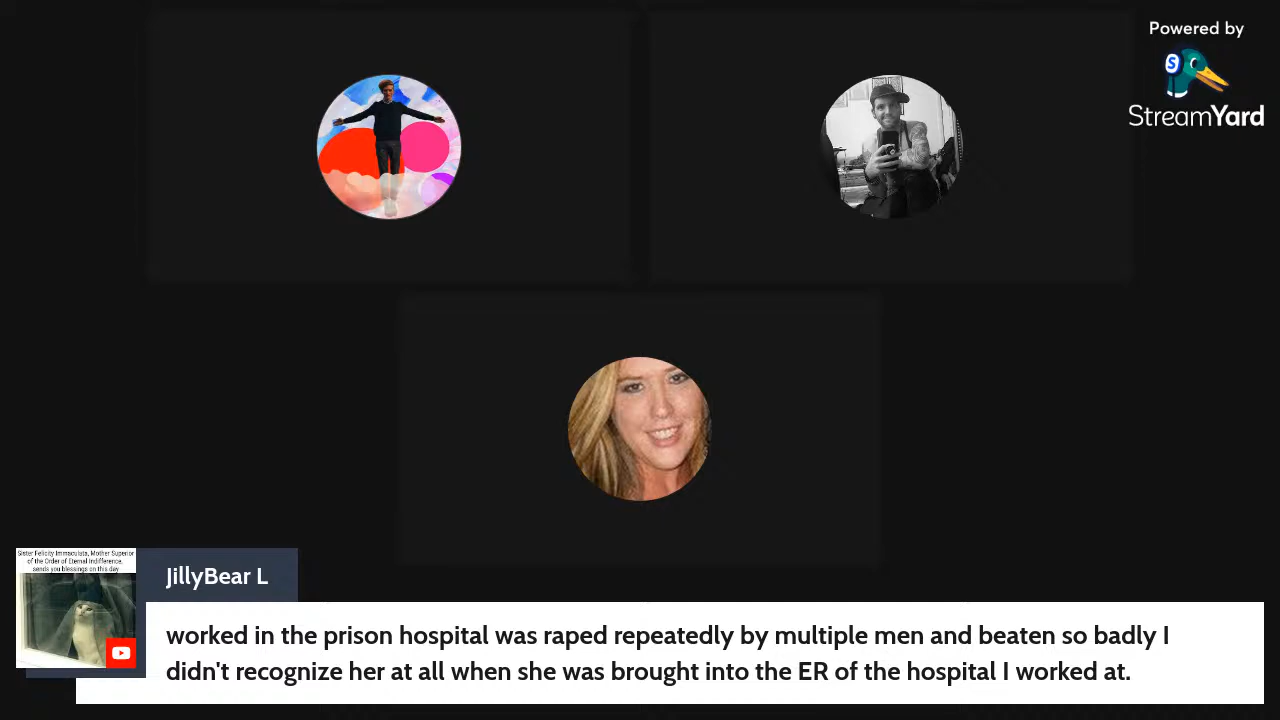 Powered by
S
StreamYard
Sister Felicity Immaculata, Mother Superior
of the Order of Eternal Indifference,
sends you blessings on this day
JillyBear L
worked in the prison hospital was raped repeatedly by multiple men and beaten so badly I
didn't recognize her at all when she was brought into the ER of the hospital I worked at.